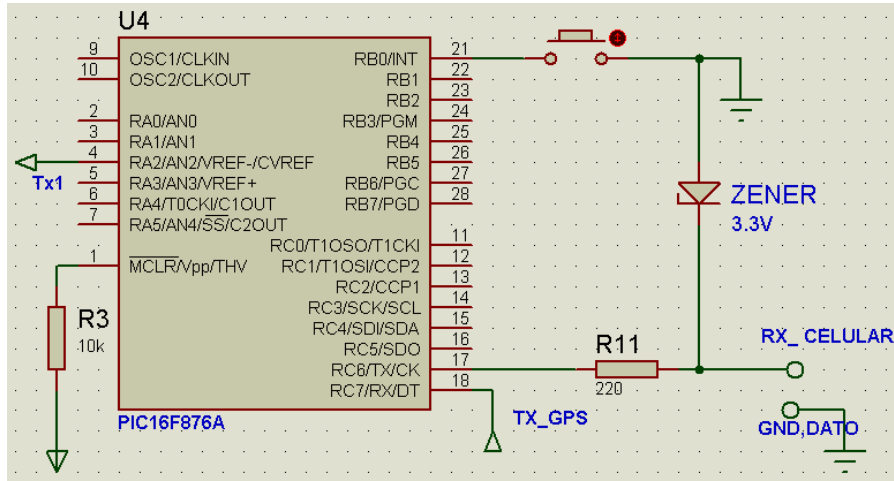 U4
9 OSC1/CLKIN RB0/INT 21
10 OSC2/CLKOUT RB1 22
RB2 23
2 RA0/AN0 RB3/PGM 24
3 RA1/AN1 RB4 25
4 RA2/AN2/VREF-/CVREF RB5 26
5 RA3/AN3/VREF+ RB6/PGC 27
6 RA4/T0CKI/C1OUT RB7/PGD 28
7 RA5/AN4/SS/C2OUT
RC0/T1OSO/T1CKI 11
1 MCLR/Vpp/THV RC1/T1OSI/CCP2 12
RC2/CCP1 13
RC3/SCK/SCL 14
RC4/SDI/SDA 15
RC5/SDO 16
RC6/TX/CK 17
RC7/RX/DT 18
PIC16F876A
Tx1
R3
10k
ZENER
3.3V
R11
220
RX_ CELULAR
TX_GPS
GND,DATO